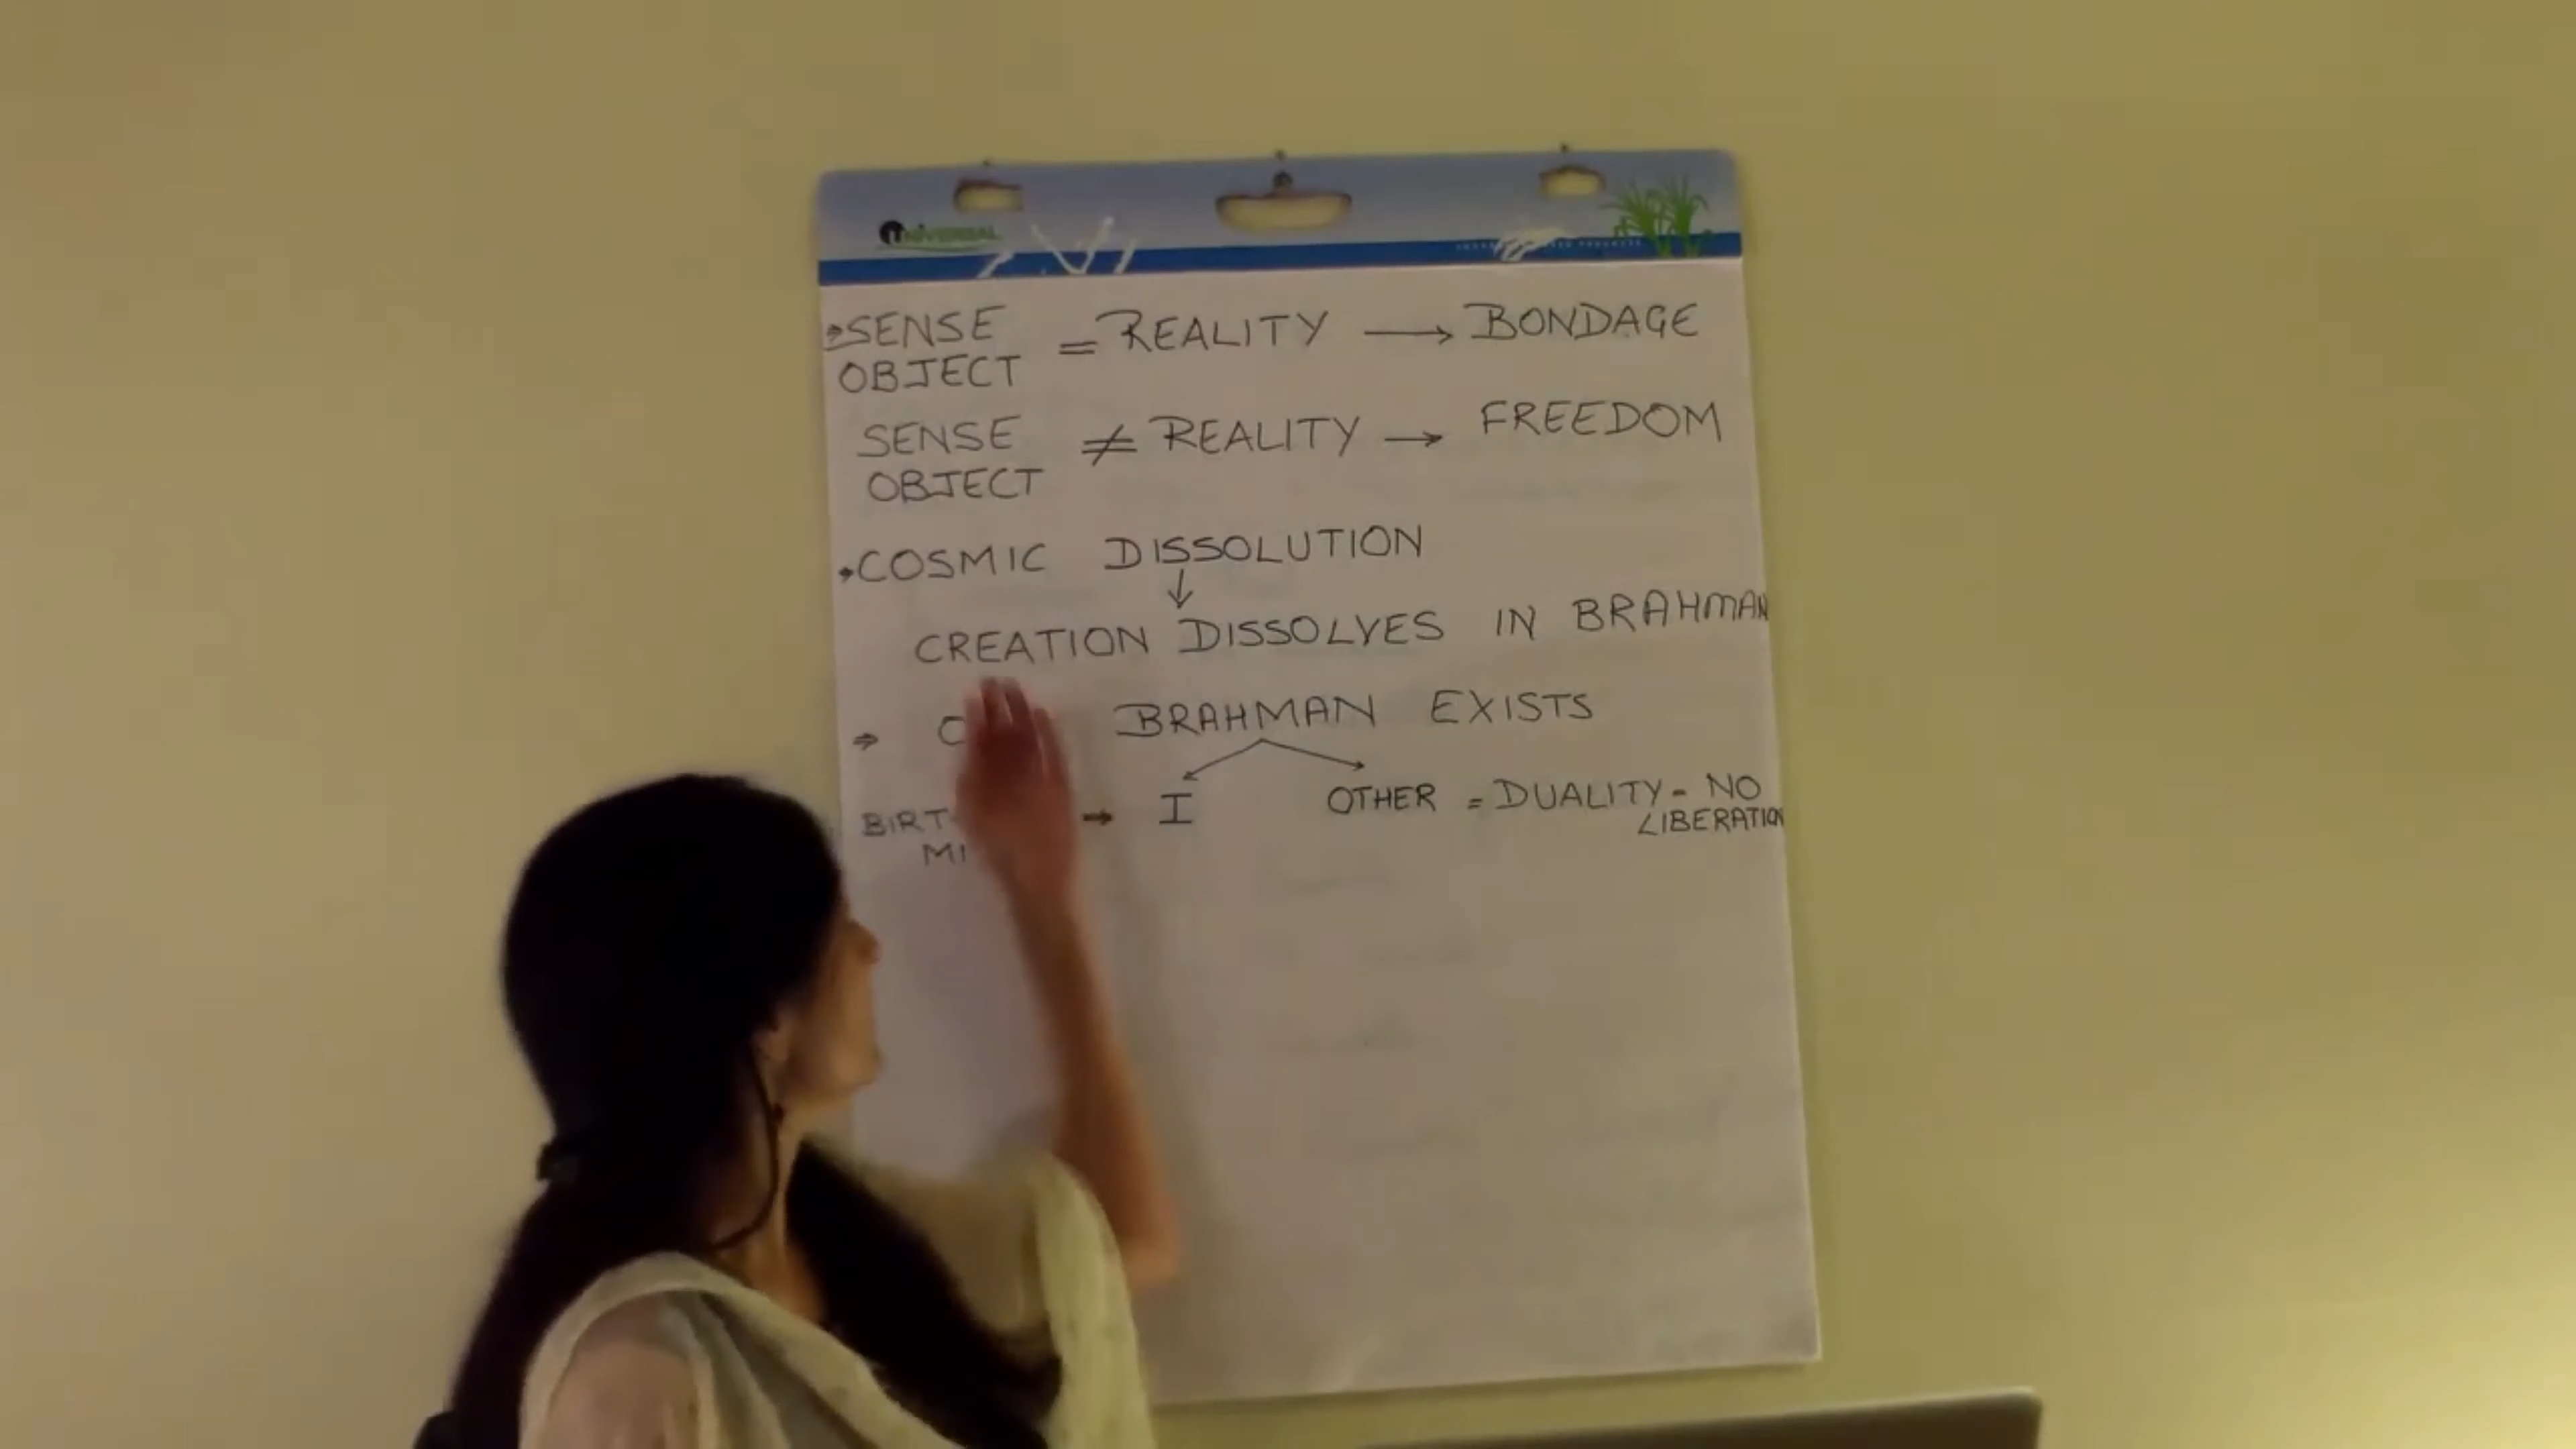 UNIVERSAL
SENSE OBJECT = REALITY → BONDAGE
SENSE OBJECT ≠ REALITY → FREEDOM
COSMIC DISSOLUTION
↓
CREATION DISSOLVES IN BRAHMAN
⇒ BRAHMAN EXISTS
→ I OTHER = DUALITY - NO LIBERATION